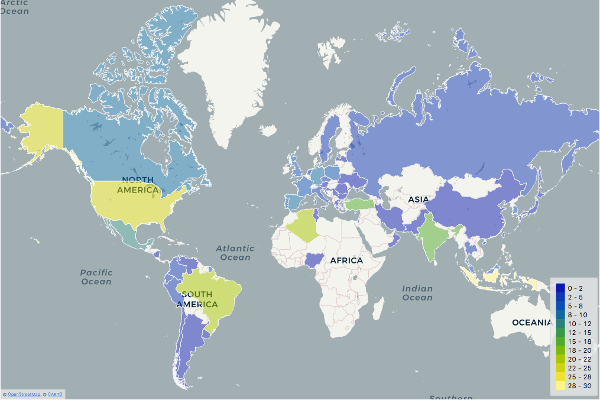 Arctic
Ocean
NORTH
AMERICA
ASIA
Atlantic
Ocean
AFRICA
Pacific
Ocean
SOUTH
AMERICA
Indian
Ocean
OCEANIA
0 - 2
2 - 5
5 - 8
8 - 10
10 - 12
12 - 15
15 - 18
18 - 20
20 - 22
22 - 25
25 - 28
28 - 30
Southern
© OpenStreetMap, ©